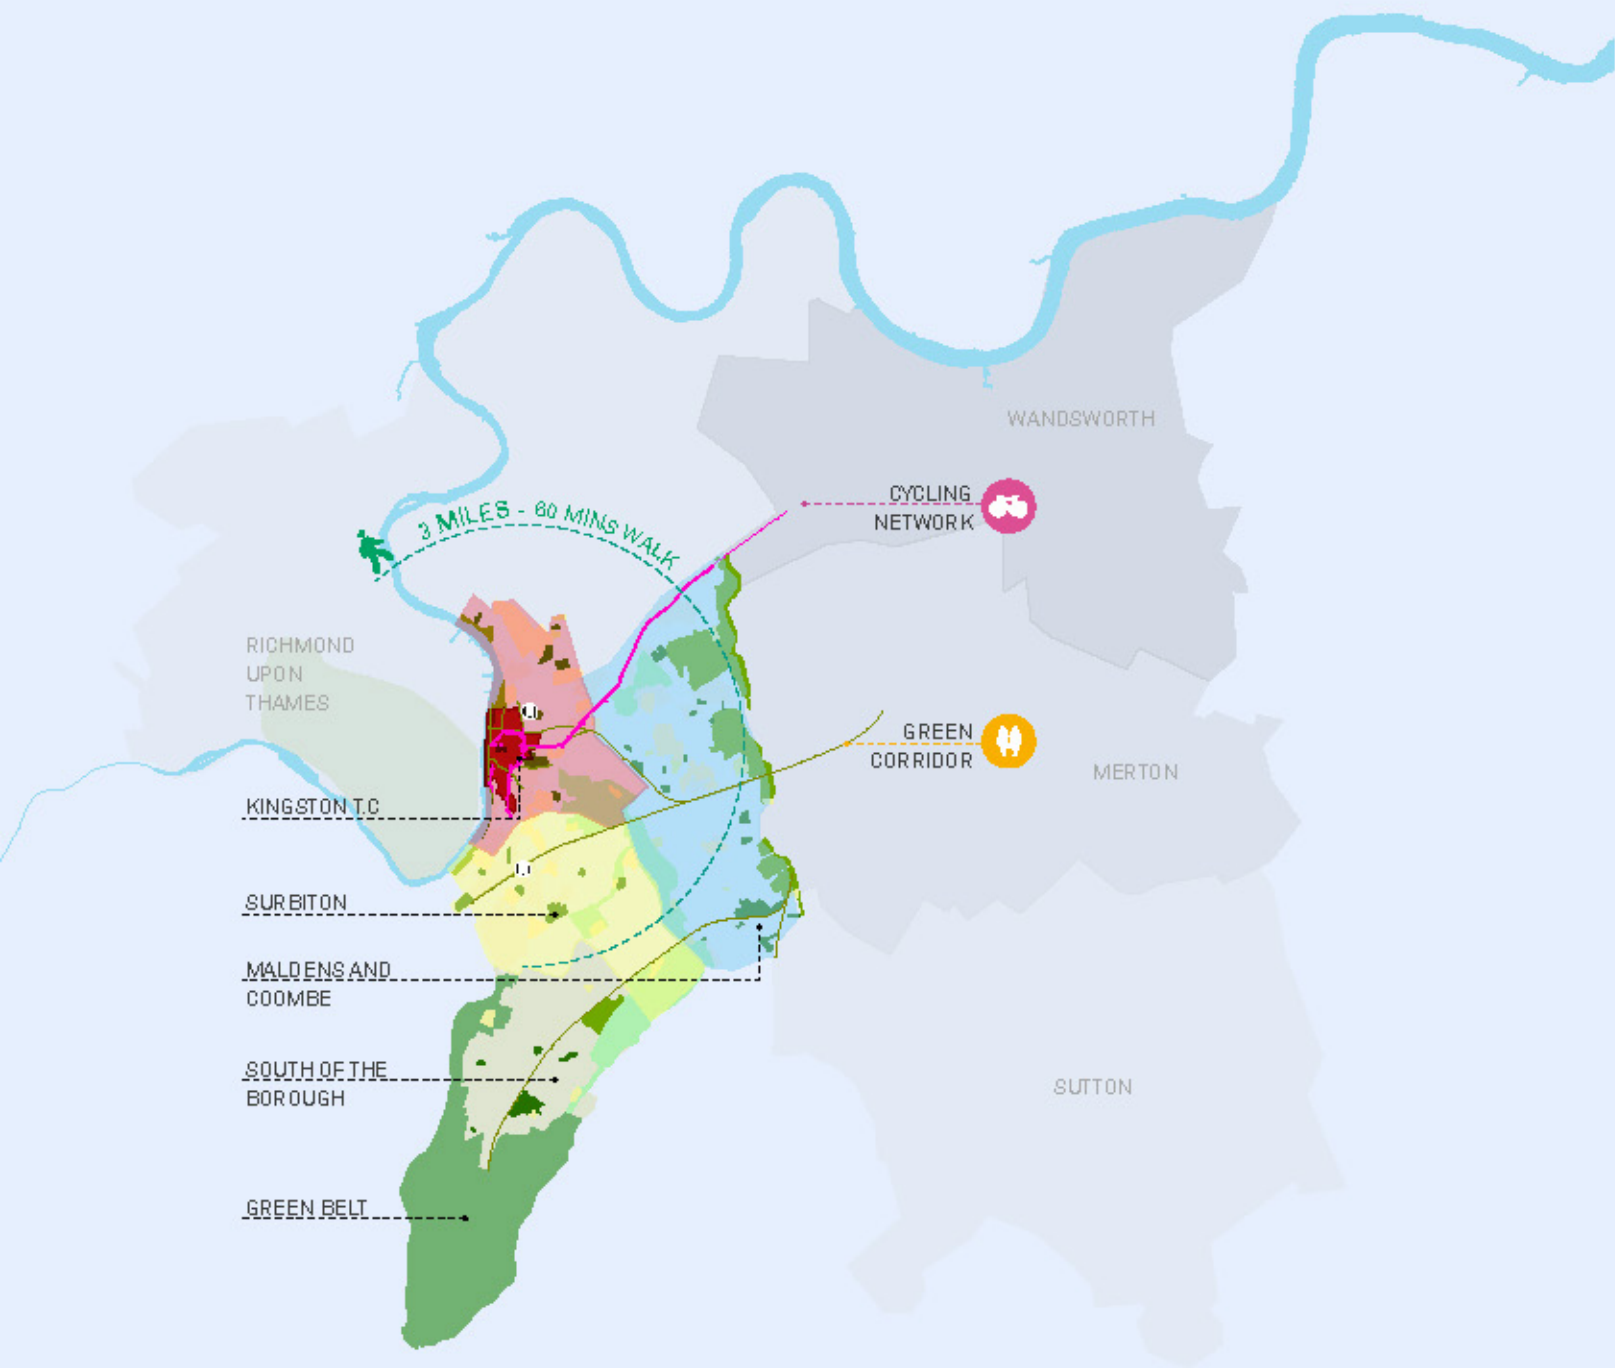 WANDSWORTH
CYCLING
NETWORK
3 MILES - 60 MINS WALK
RICHMOND
UPON
THAMES
GREEN
CORRIDOR
MERTON
KINGSTON T.C
SURBITON
MALDENS AND
COOMBE
SOUTH OF THE
BOROUGH
SUTTON
GREEN BELT